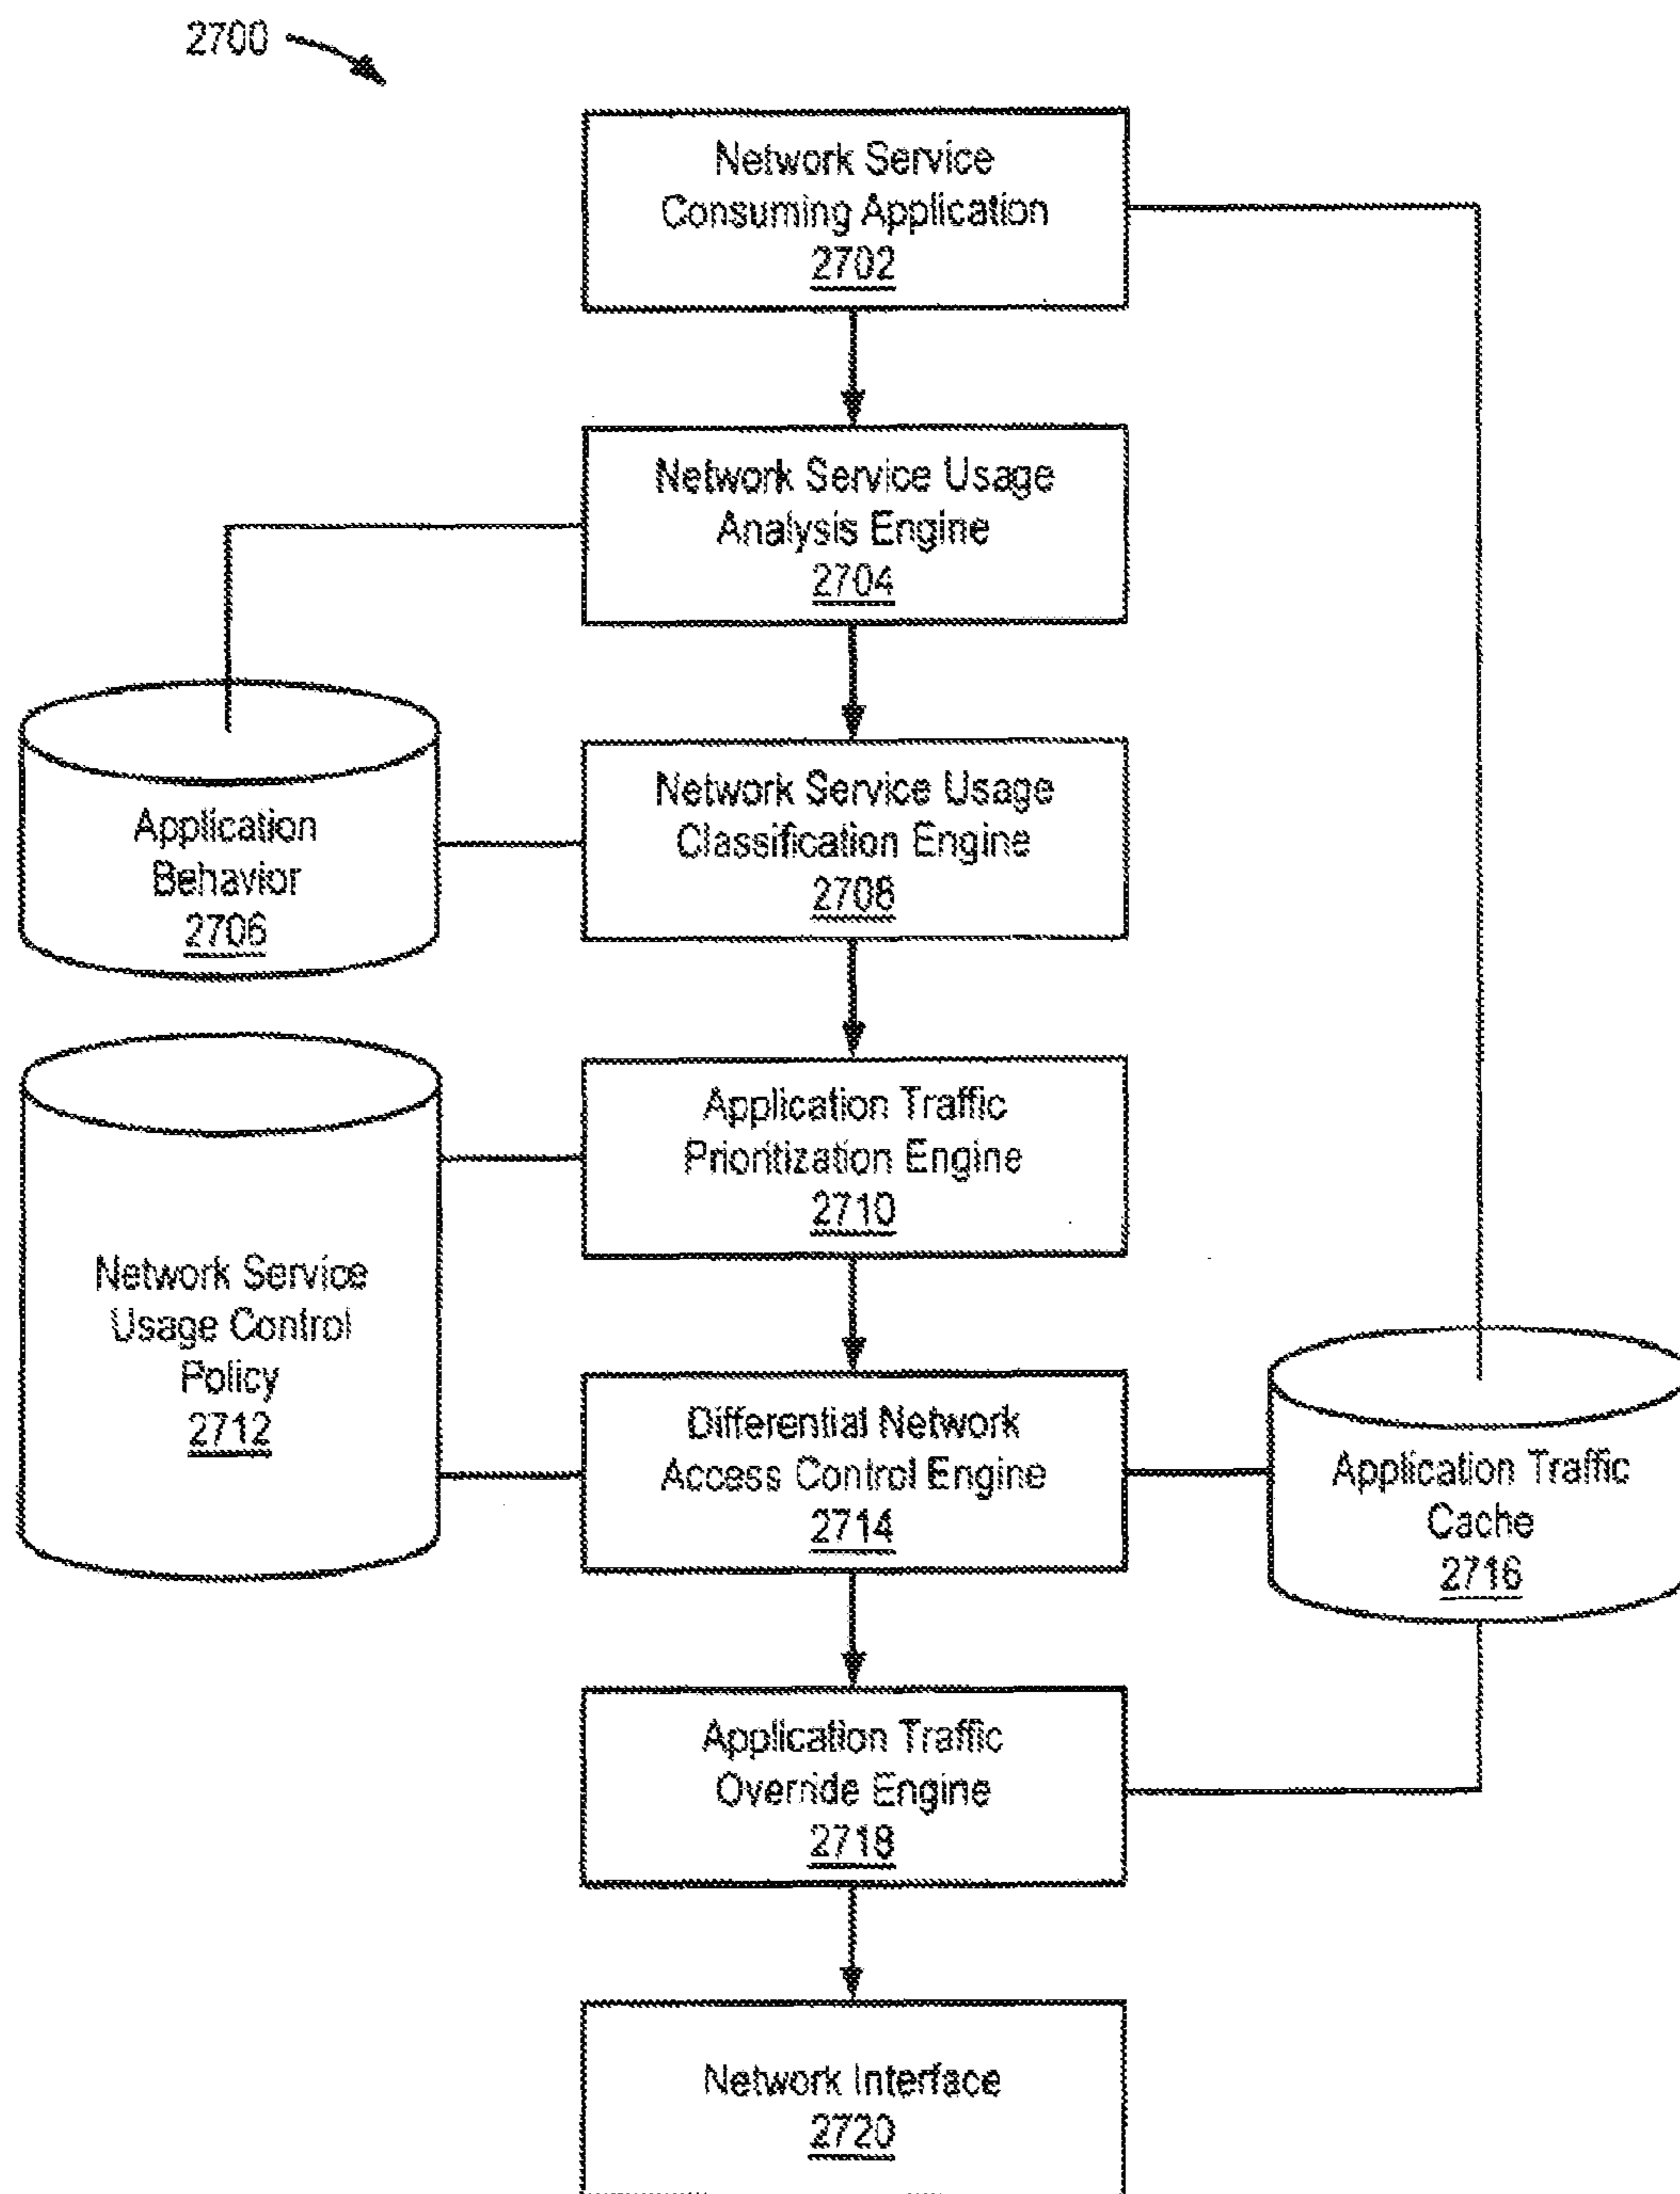 2700
Network Service
Consuming Application
2702
Network Service Usage
Analysis Engine
2704
Application
Behavior
2706
Network Service Usage
Classification Engine
2708
Application Traffic
Prioritization Engine
2710
Network Service
Usage Control
Policy
2712
Differential Network
Access Control Engine
2714
Application Traffic
Cache
2716
Application Traffic
Override Engine
2718
Network Interface
2720